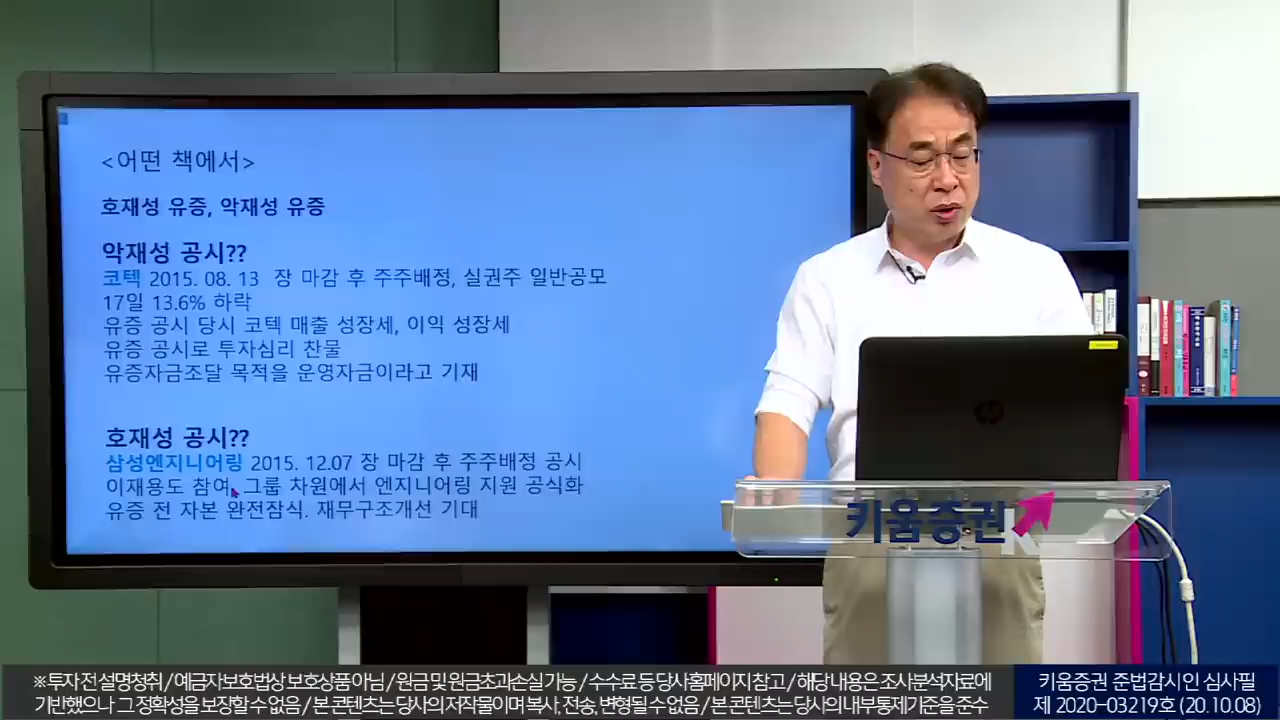 <어떤 책에서>
호재성 유증, 악재성 유증
악재성 공시??
코텍 2015. 08. 13 장 마감 후 주주배정, 실권주 일반공모
17일 13.6% 하락
유증 공시 당시 코텍 매출 성장세, 이익 성장세
유증 공시로 투자심리 찬물
유증자금조달 목적을 운영자금이라고 기재
호재성 공시??
삼성엔지니어링 2015. 12.07 장 마감 후 주주배정 공시
이재용도 참여, 그룹 차원에서 엔지니어링 지원 공식화
유증 전 자본 완전잠식. 재무구조개선 기대
키움증권
※ 투자 전 설명청취 / 예금자보호법상 보호상품 아님 / 원금 및 원금초과손실 가능 / 수수료 등 당사홈페이지 참고 / 해당 내용은 조사분석자료에
기반했으나 그 정확성을 보장할 수 없음 / 본 콘텐츠는 당사의 저작물이며 복사, 전송, 변형될 수 없음 / 본 콘텐츠는 당사의 내부통제기준을 준수
키움증권 준법감시인 심사필
제 2020-03219호 (20.10.08)